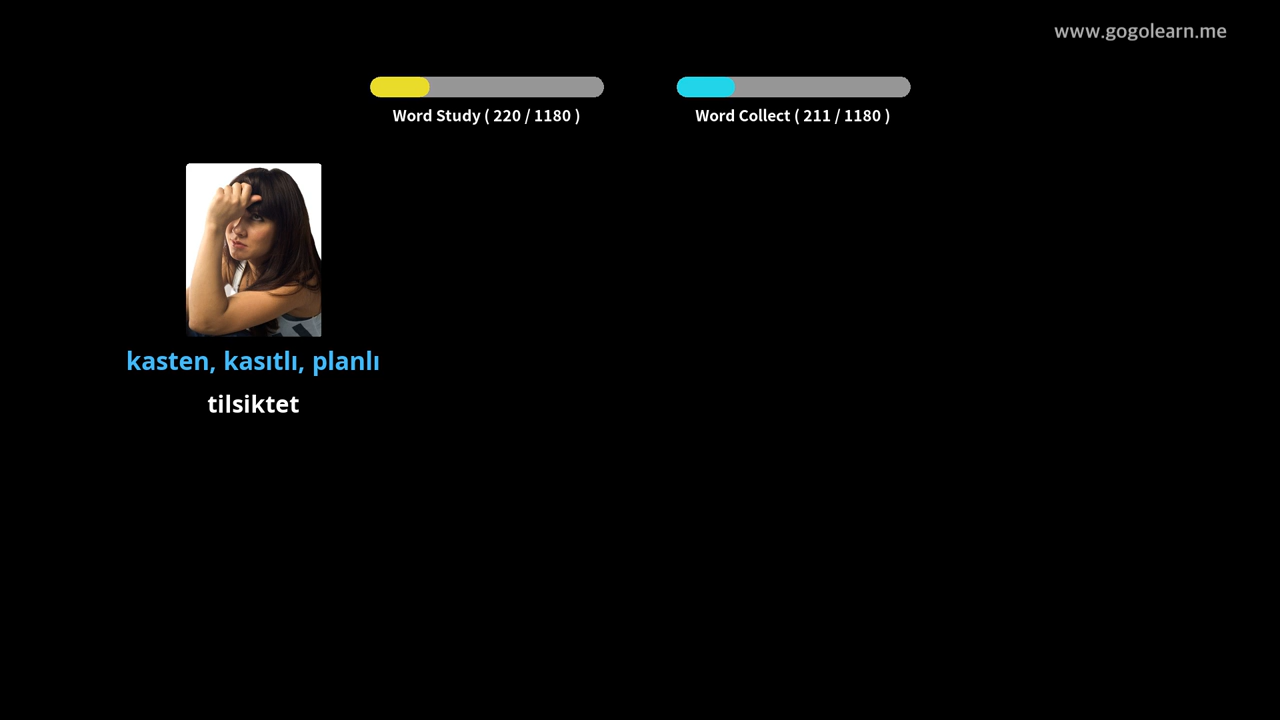 www.gogolearn.me
Word Study ( 220 / 1180 )
Word Collect ( 211 / 1180 )
kasten, kasıtlı, planlı
tilsiktet